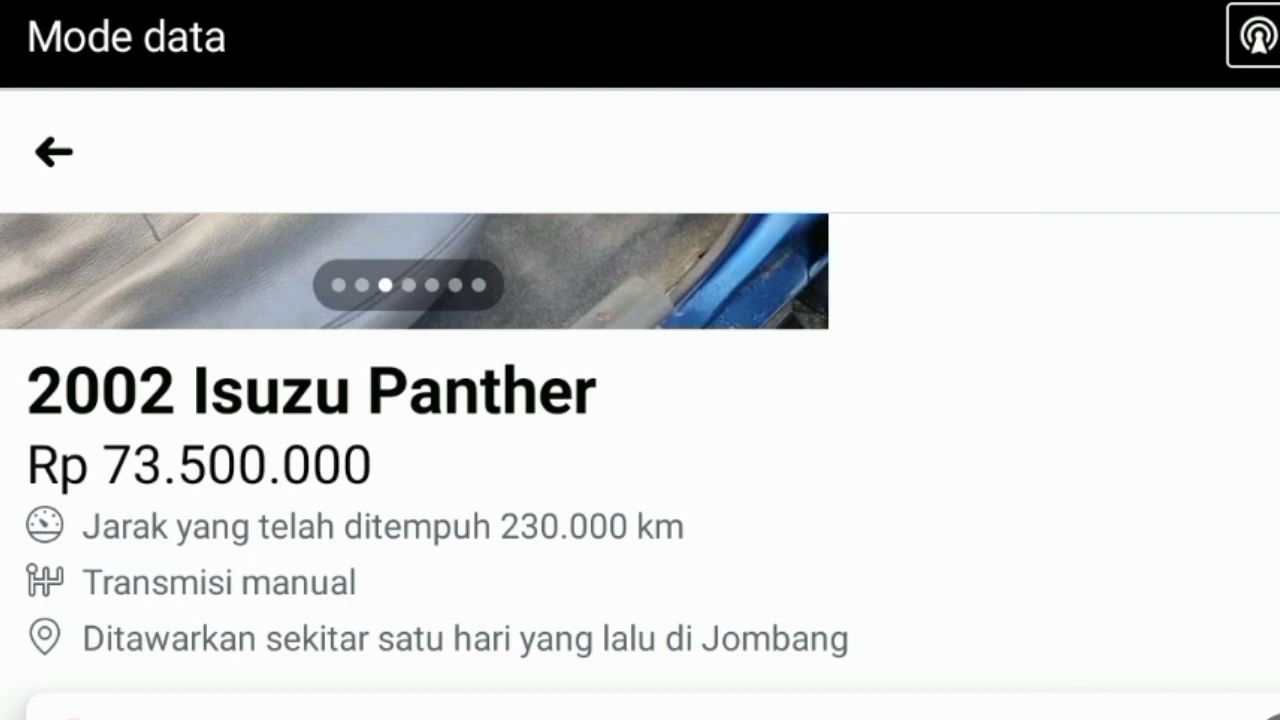 Mode data
2002 Isuzu Panther
Rp 73.500.000
Jarak yang telah ditempuh 230.000 km
Transmisi manual
Ditawarkan sekitar satu hari yang lalu di Jombang